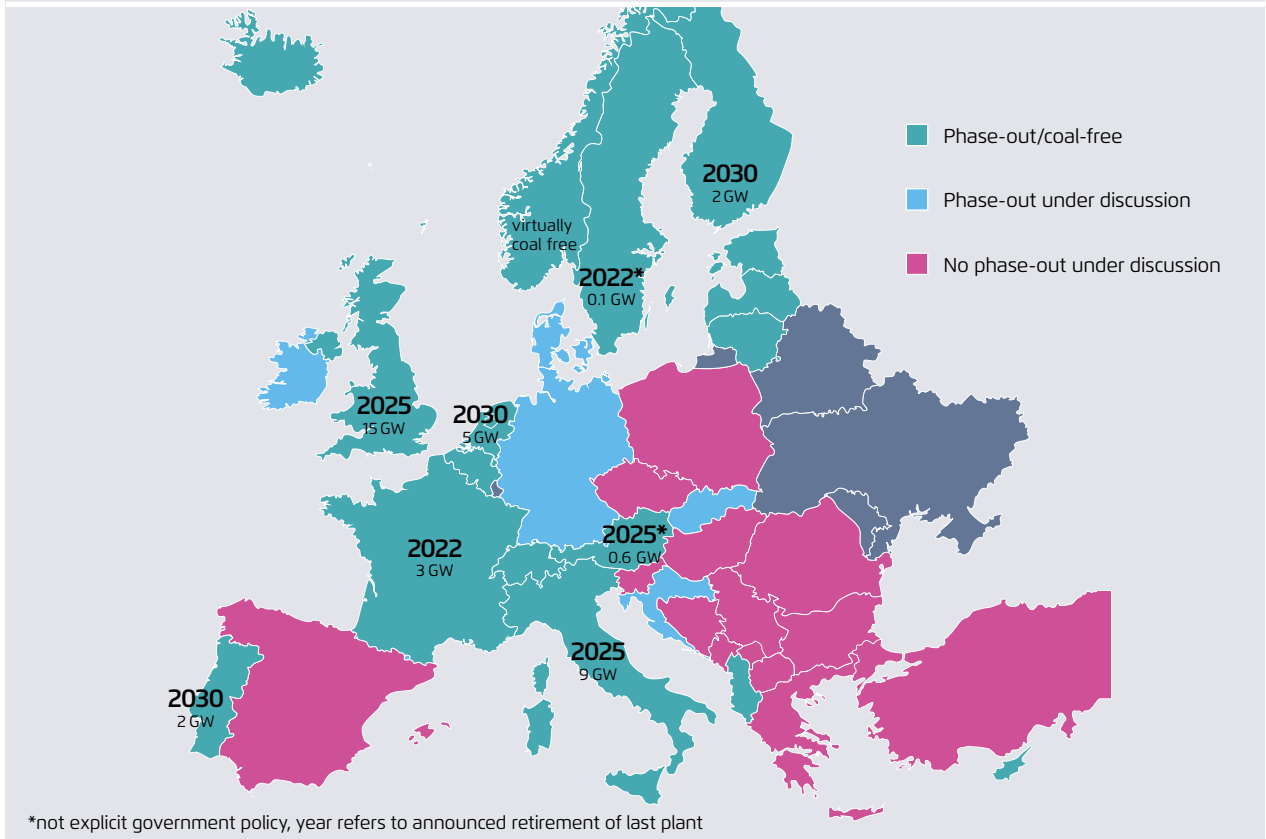 Phase-out/coal-free
Phase-out under discussion
No phase-out under discussion
2030
2 GW
virtually
coal free
2022*
0.1 GW
2025
15 GW
2030
5 GW
2025*
0.6 GW
2022
3 GW
2025
9 GW
2030
2 GW
*not explicit government policy, year refers to announced retirement of last plant